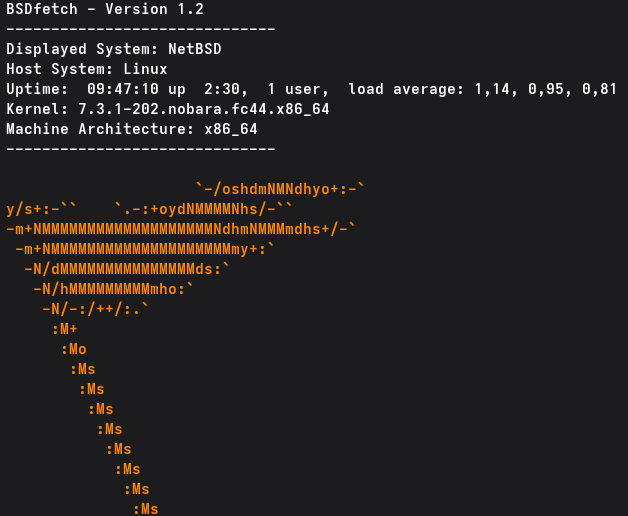 BSDfetch - Version 1.2
------------------------------
Displayed System: NetBSD
Host System: Linux
Uptime:  09:47:10 up  2:30,  1 user,  load average: 1,14, 0,95, 0,81
Kernel: 7.3.1-202.nobara.fc44.x86_64
Machine Architecture: x86_64
------------------------------

                     `-/oshdmNMNdhyo+:-`
y/s+:-``    `.-:+oydNMMMMNhs/-``
-m+NMMMMMMMMMMMMMMMMMMMNdhmNMMMmdhs+/-`
 -m+NMMMMMMMMMMMMMMMMMMMMmy+:`
  -N/dMMMMMMMMMMMMMMMds:`
   -N/hMMMMMMMMMmho:`
    -N/-:/++/:.`
     :M+
      :Mo
       :Ms
        :Ms
         :Ms
          :Ms
           :Ms
            :Ms
             :Ms
              :Ms